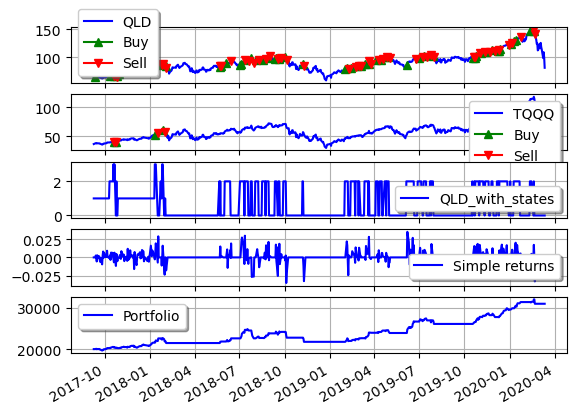 150
100
QLD
Buy
Sell
100
50
TQQQ
Buy
Sell
2
0
QLD_with_states
0.025
0.000
−0.025
Simple returns
30000
20000
Portfolio
2017-10
2018-01
2018-04
2018-07
2018-10
2019-01
2019-04
2019-07
2019-10
2020-01
2020-04